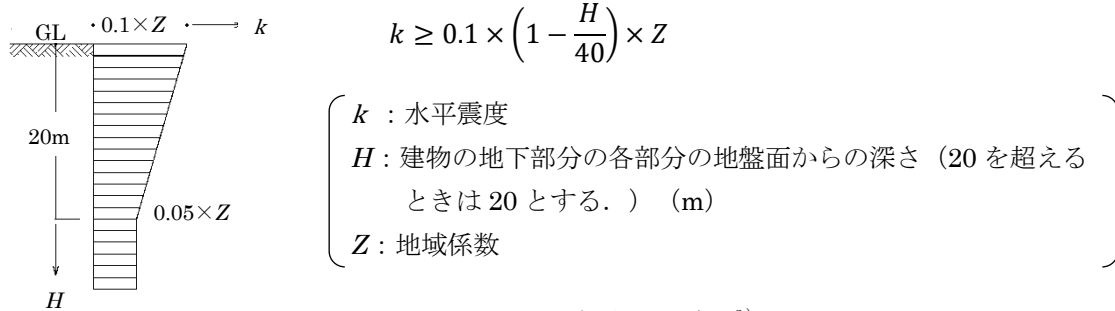 GL ・0.1×Z ・ k
20m
0.05×Z
H
k ≥ 0.1 × (1 − H/40) × Z
k ：水平震度
H：建物の地下部分の各部分の地盤面からの深さ（20 を超える
ときは 20 とする．）（m）
Z：地域係数